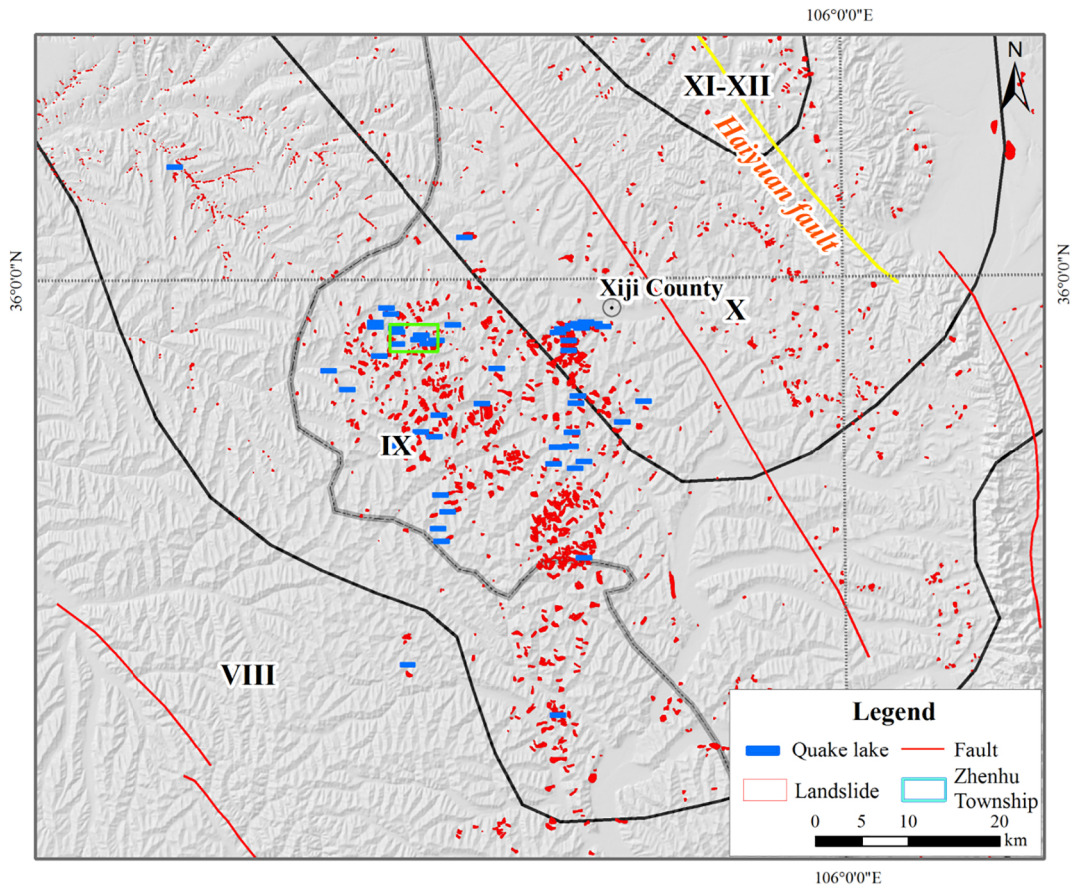 106°0'0"E
N
XI-XII
Haiyuan fault
36°0'0"N
36°0'0"N
Xiji County
X
IX
VIII
Legend
Quake lake
Fault
Landslide
Zhenhu
Township
0 5 10 20
km
106°0'0"E